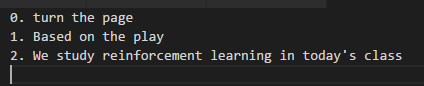 0. turn the page
1. Based on the play
2. We study reinforcement learning in today's class